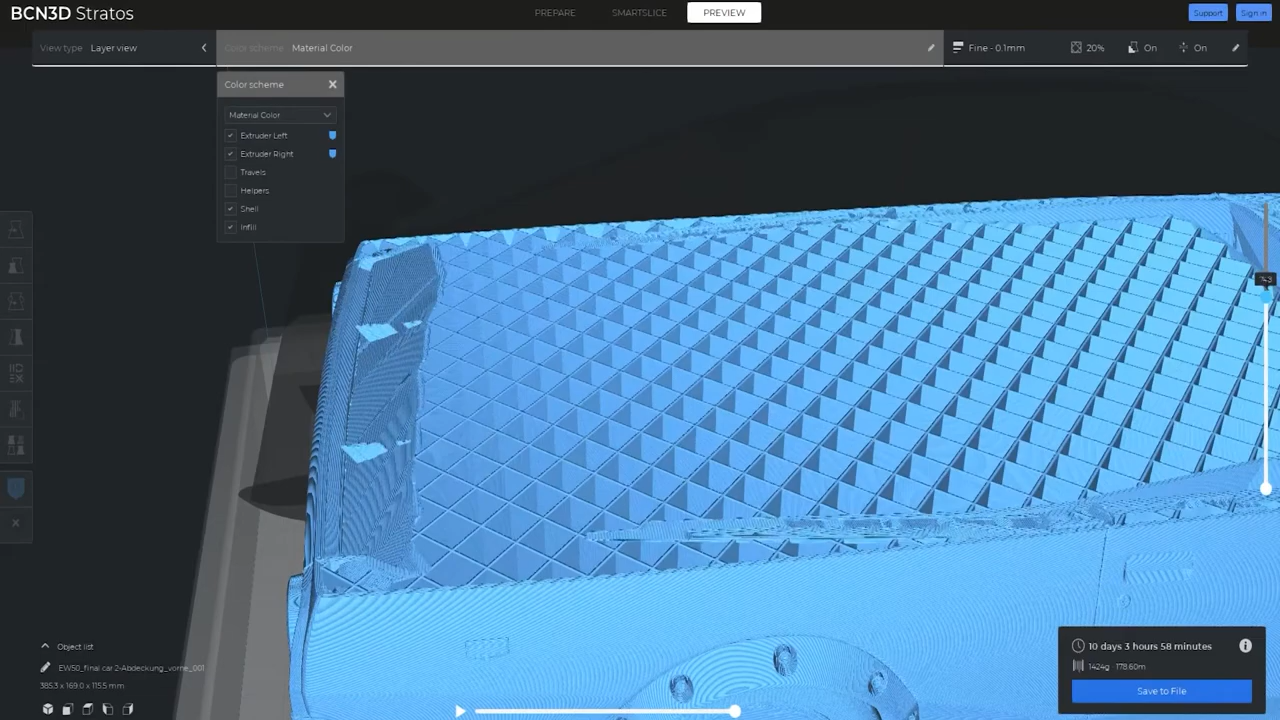 BCN3D Stratos
PREPARE
SMARTSLICE
PREVIEW
Support
Sign in
View type Layer view
Color scheme Material Color
Fine - 0.1mm
20%
On
On
Color scheme
Material Color
Extruder Left
Extruder Right
Travels
Helpers
Shell
Infill
Object list
EW50_final car 2-Abdeckung_vorne_001
385.3 x 169.0 x 115.5 mm
10 days 3 hours 58 minutes
1424g 178.60m
Save to File